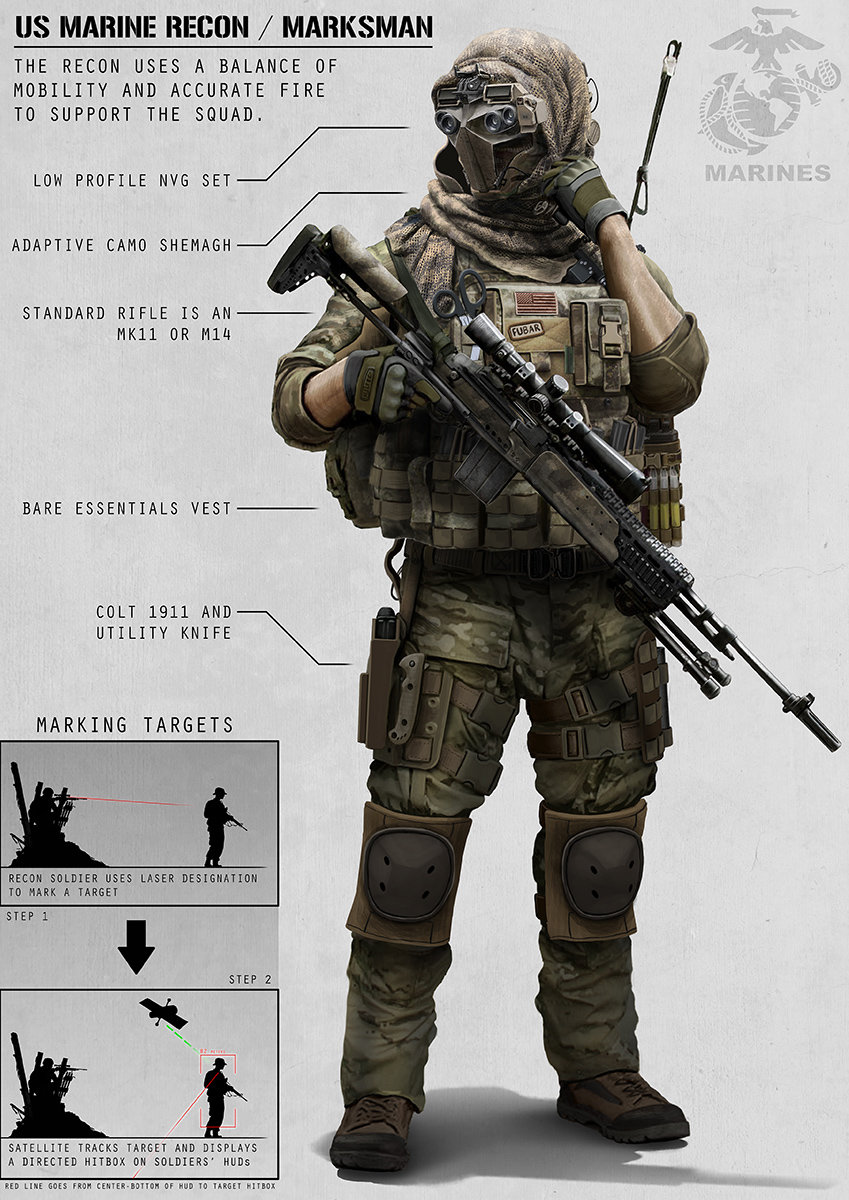 US MARINE RECON / MARKSMAN
THE RECON USES A BALANCE OF
MOBILITY AND ACCURATE FIRE
TO SUPPORT THE SQUAD.
MARINES
LOW PROFILE NVG SET
ADAPTIVE CAMO SHEMAGH
STANDARD RIFLE IS AN
MK11 OR M14
FUBAR
BARE ESSENTIALS VEST
COLT 1911 AND
UTILITY KNIFE
MARKING TARGETS
RECON SOLDIER USES LASER DESIGNATION
TO MARK A TARGET
STEP 1
STEP 2
SATELLITE TRACKS TARGET AND DISPLAYS
A DIRECTED HITBOX ON SOLDIERS' HUDs
RED LINE GOES FROM CENTER-BOTTOM OF HUD TO TARGET HITBOX